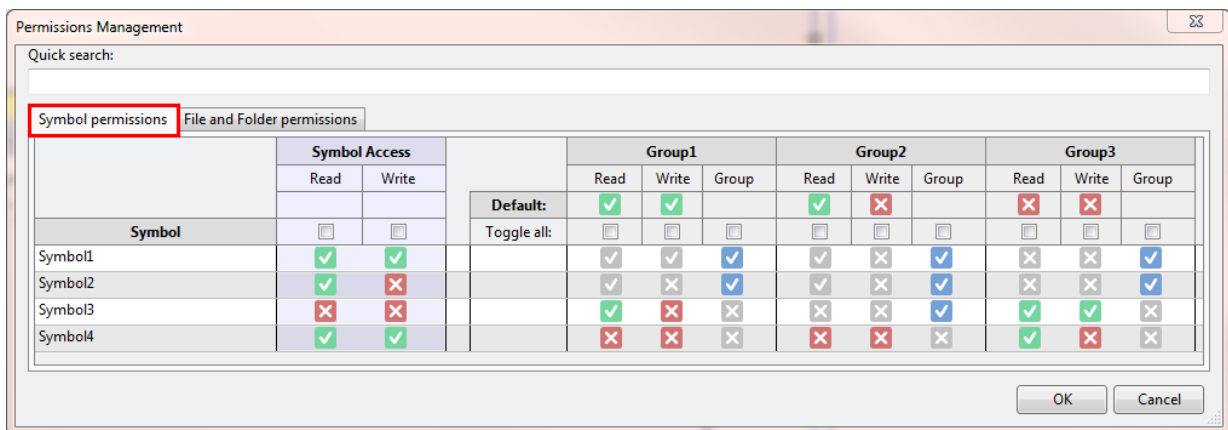 Permissions Management
Quick search:
Symbol permissions File and Folder permissions
Symbol Access Group1 Group2 Group3
Read Write Read Write Group Read Write Group Read Write Group
Default:
Symbol Toggle all:
Symbol1
Symbol2
Symbol3
Symbol4
OK Cancel